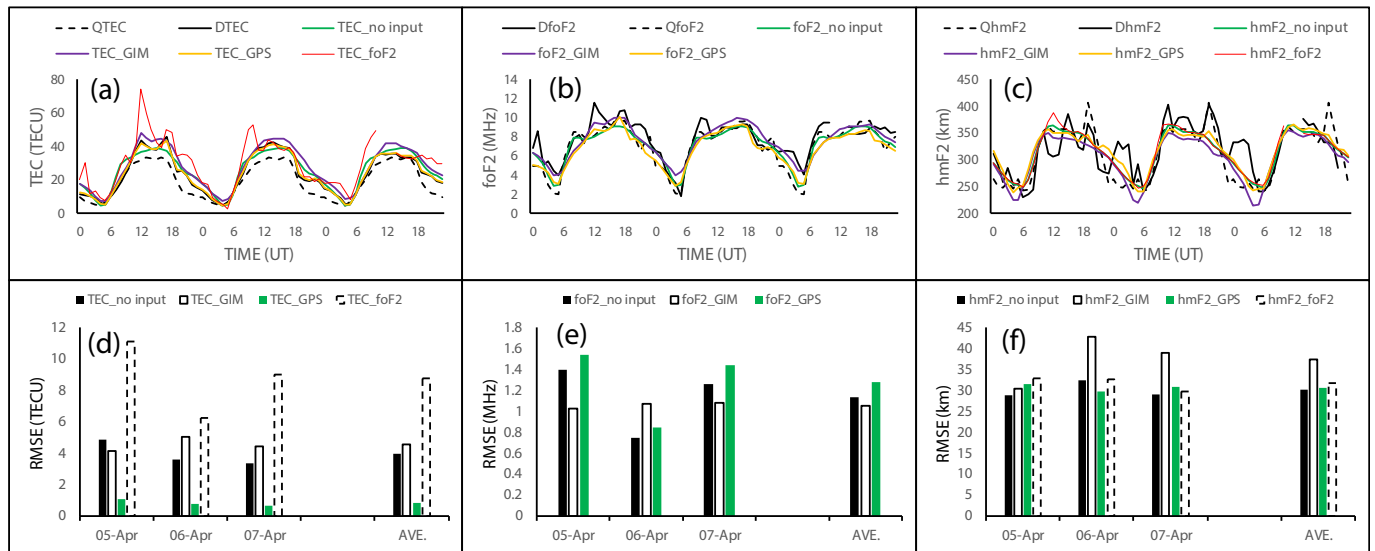 QTEC DTEC TEC_no input
TEC_GIM TEC_GPS TEC_foF2
(a)
TEC (TECU)
80
60
40
20
0
0 6 12 18 0 6 12 18 0 6 12 18
TIME (UT)
DfoF2 QfoF2 foF2_no input
foF2_GIM foF2_GPS
(b)
foF2 (MHz)
14
12
10
8
6
4
2
0
0 6 12 18 0 6 12 18 0 6 12 18
TIME (UT)
QhmF2 DhmF2 hmF2_no input
hmF2_GIM hmF2_GPS hmF2_foF2
(c)
hmF2 (km)
450
400
350
300
250
200
0 6 12 18 0 6 12 18 0 6 12 18
TIME (UT)
TEC_no input TEC_GIM TEC_GPS TEC_foF2
(d)
RMSE (TECU)
12
10
8
6
4
2
0
05-Apr 06-Apr 07-Apr AVE.
foF2_no input foF2_GIM foF2_GPS
(e)
RMSE (MHz)
1.8
1.6
1.4
1.2
1
0.8
0.6
0.4
0.2
0
05-Apr 06-Apr 07-Apr AVE.
hmF2_no input hmF2_GIM hmF2_GPS hmF2_foF2
(f)
RMSE (km)
45
40
35
30
25
20
15
10
5
0
05-Apr 06-Apr 07-Apr AVE.